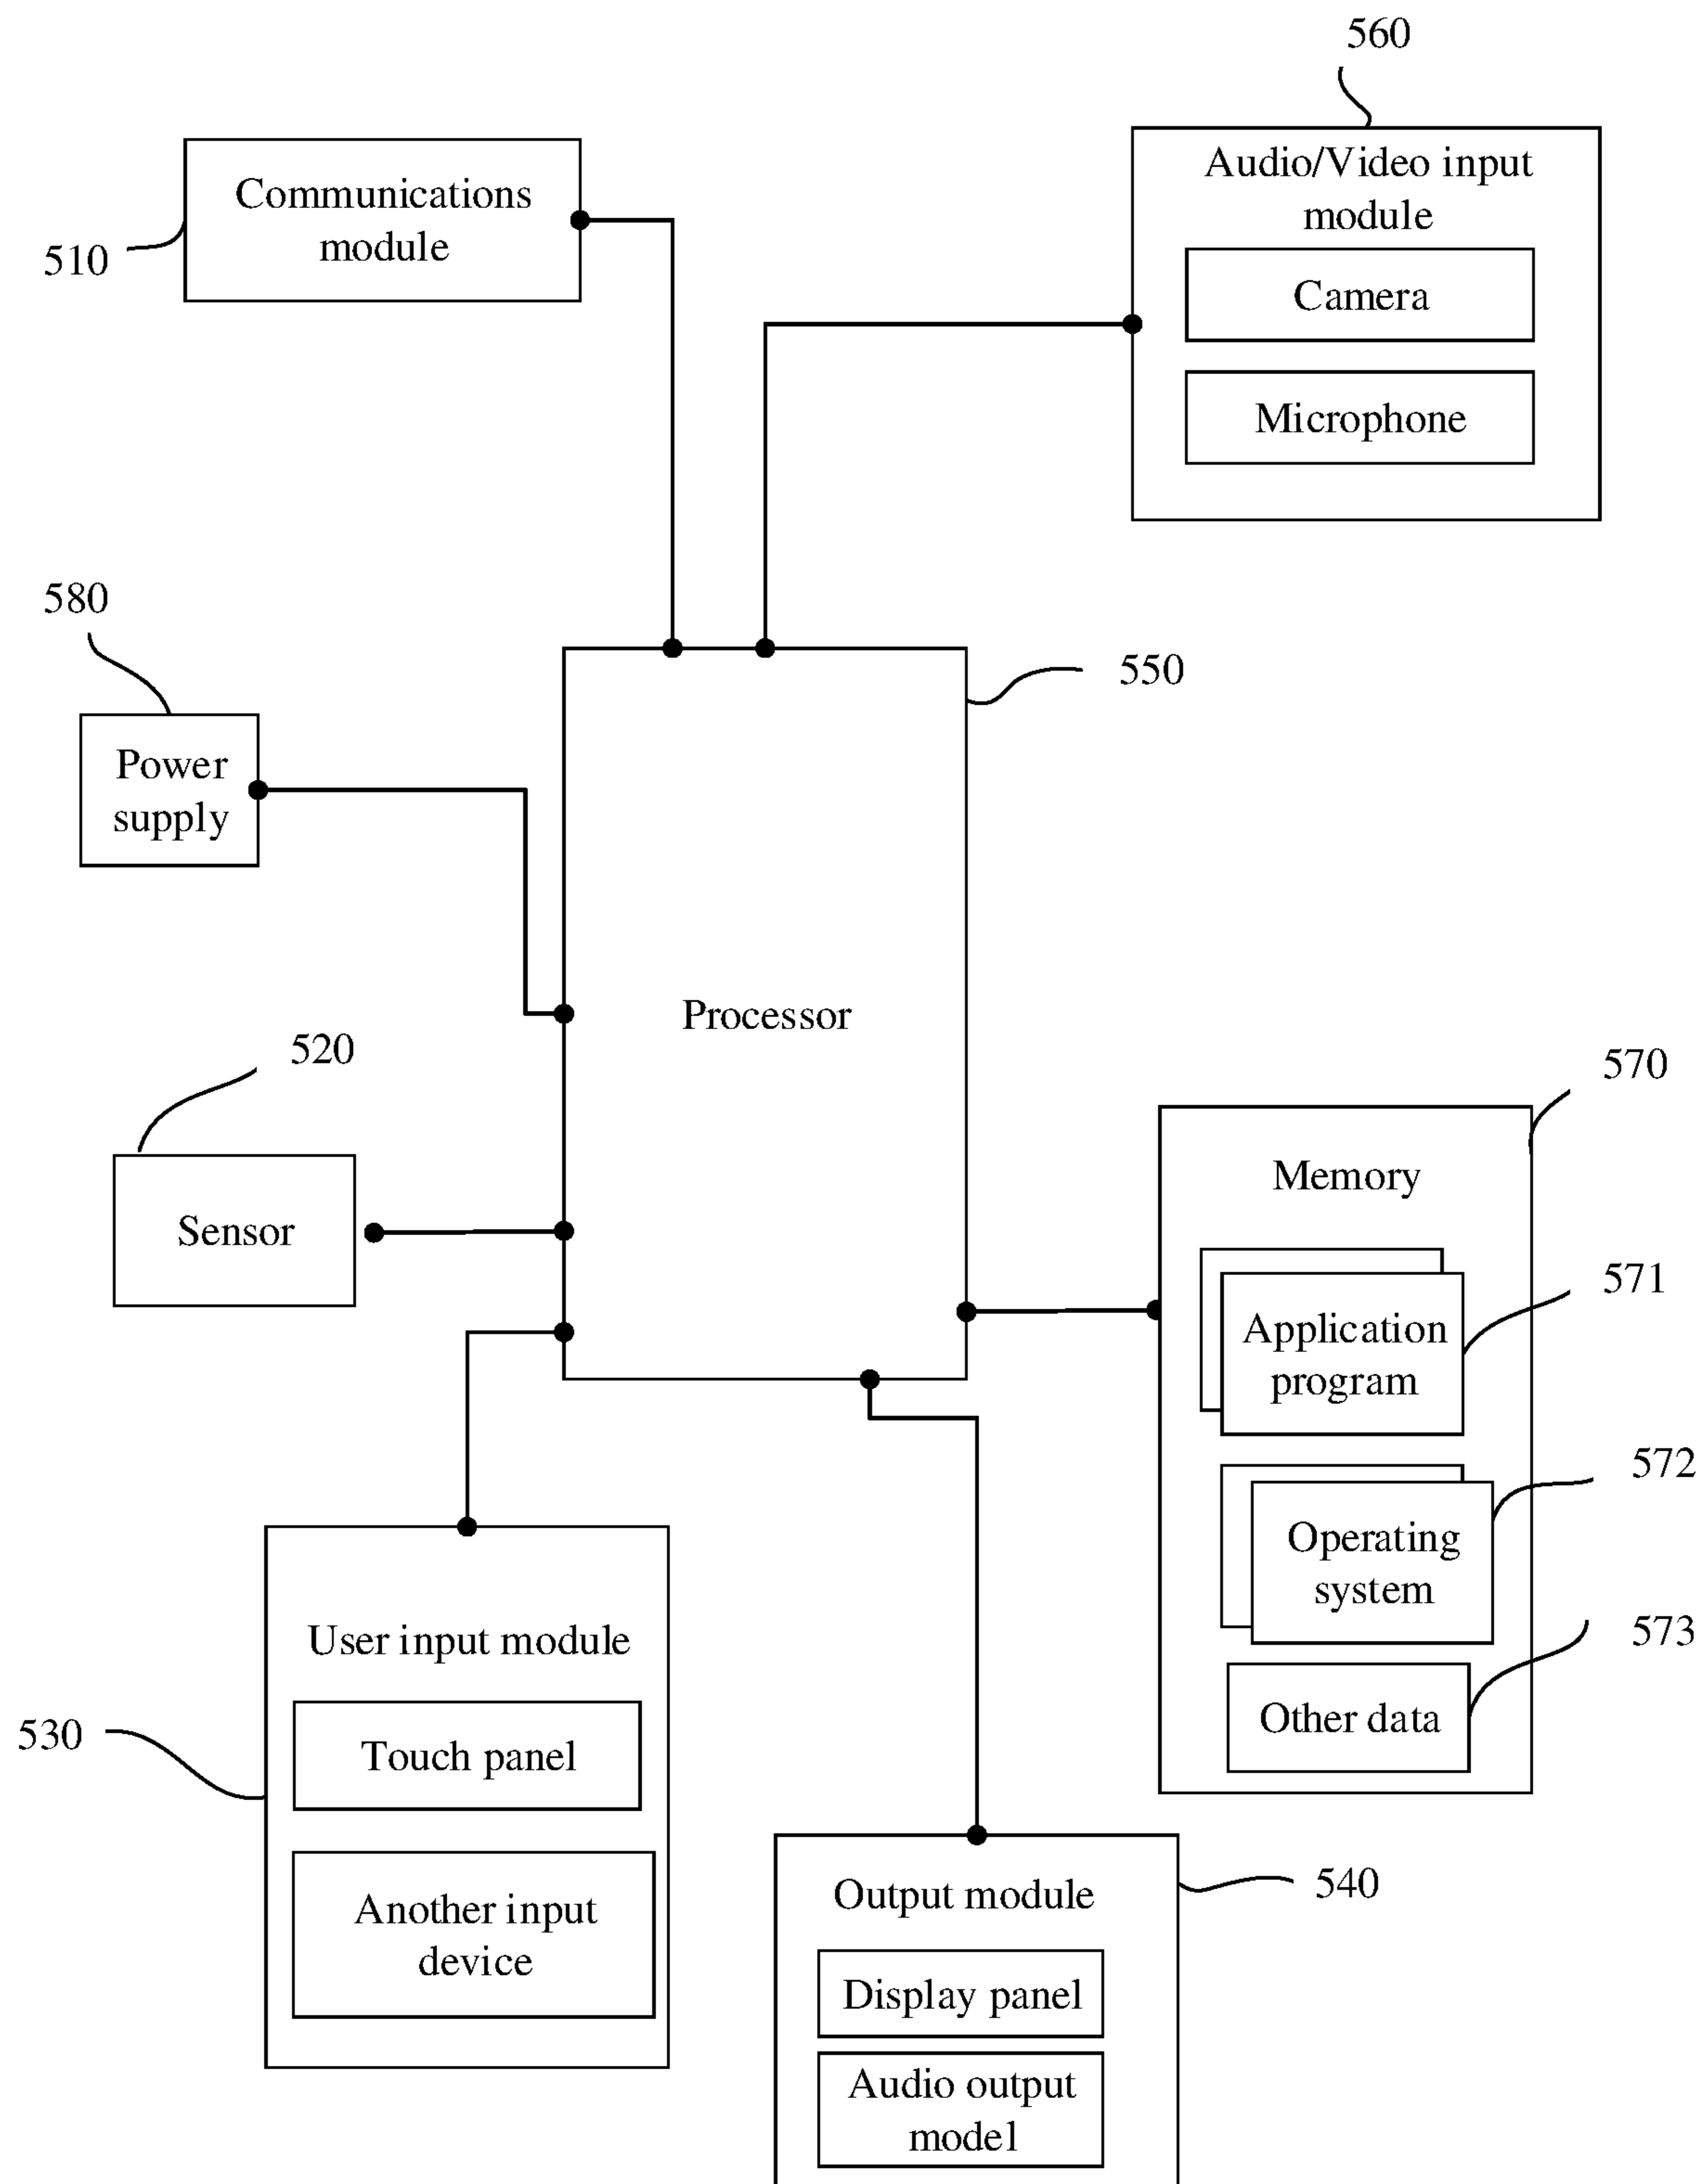 560
Communications
module
510
Audio/Video input
module
Camera
Microphone
580
550
Power
supply
Processor
520
Sensor
570
Memory
571
Application
program
572
Operating
system
573
Other data
User input module
530
Touch panel
Another input
device
Output module
540
Display panel
Audio output
model